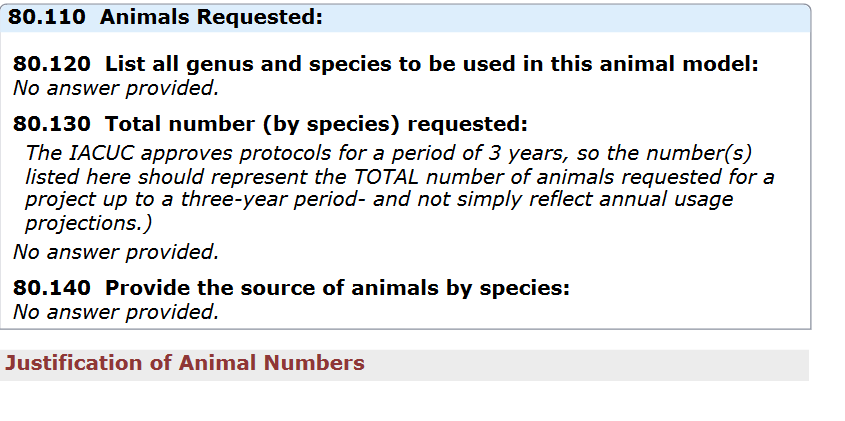 80.110 Animals Requested:
80.120 List all genus and species to be used in this animal model:
No answer provided.
80.130 Total number (by species) requested:
The IACUC approves protocols for a period of 3 years, so the number(s)
listed here should represent the TOTAL number of animals requested for a
project up to a three-year period- and not simply reflect annual usage
projections.)
No answer provided.
80.140 Provide the source of animals by species:
No answer provided.
Justification of Animal Numbers